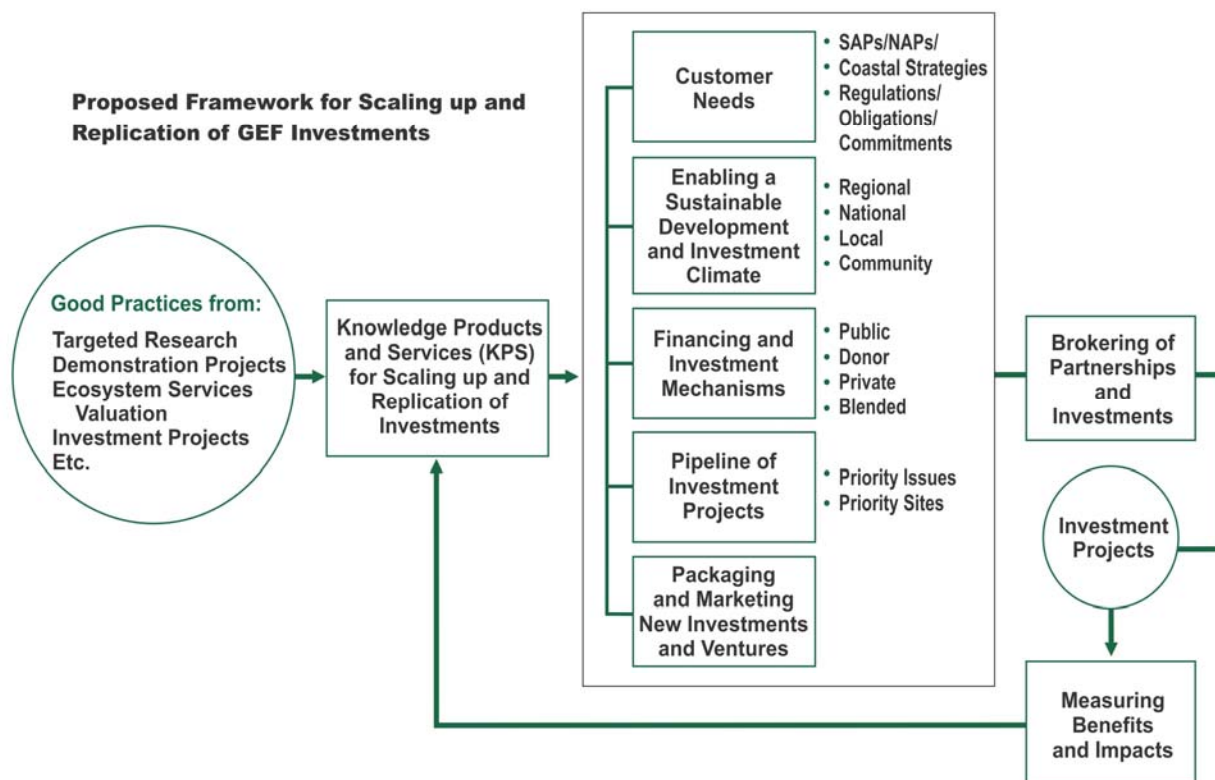 Proposed Framework for Scaling up and
Replication of GEF Investments
Good Practices from:
Targeted Research
Demonstration Projects
Ecosystem Services
Valuation
Investment Projects
Etc.
Knowledge Products
and Services (KPS)
for Scaling up and
Replication of
Investments
Customer
Needs
• SAPs/NAPs/
• Coastal Strategies
• Regulations/
Obligations/
Commitments
Enabling a
Sustainable
Development
and Investment
Climate
• Regional
• National
• Local
• Community
Financing and
Investment
Mechanisms
• Public
• Donor
• Private
• Blended
Pipeline of
Investment
Projects
• Priority Issues
• Priority Sites
Packaging
and Marketing
New Investments
and Ventures
Brokering of
Partnerships
and
Investments
Investment
Projects
Measuring
Benefits
and Impacts